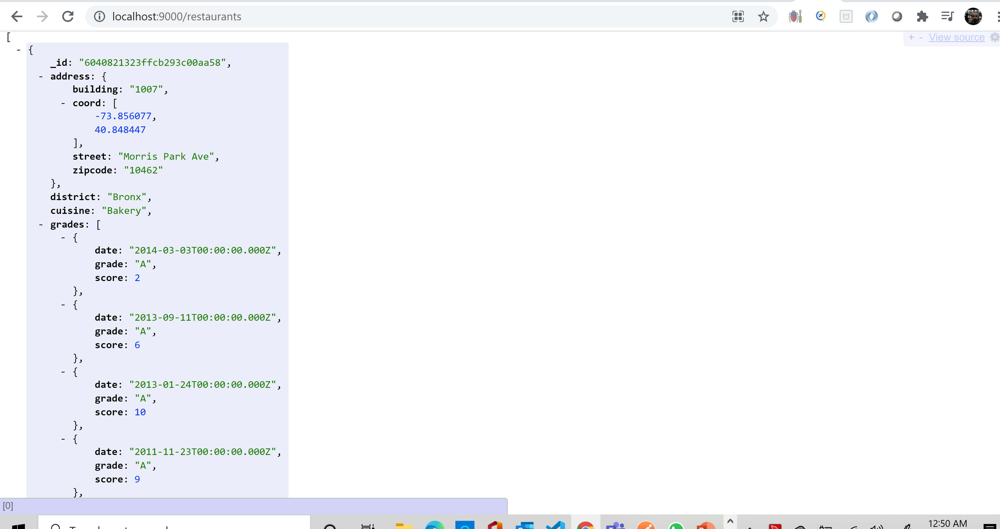 localhost:9000/restaurants
+ - View source
[
- {
_id: "6040821323ffcb293c00aa58",
- address: {
building: "1007",
- coord: [
-73.856077,
40.848447
],
street: "Morris Park Ave",
zipcode: "10462"
},
district: "Bronx",
cuisine: "Bakery",
- grades: [
- {
date: "2014-03-03T00:00:00.000Z",
grade: "A",
score: 2
},
- {
date: "2013-09-11T00:00:00.000Z",
grade: "A",
score: 6
},
- {
date: "2013-01-24T00:00:00.000Z",
grade: "A",
score: 10
},
- {
date: "2011-11-23T00:00:00.000Z",
grade: "A",
score: 9
},
[0]
12:50 AM